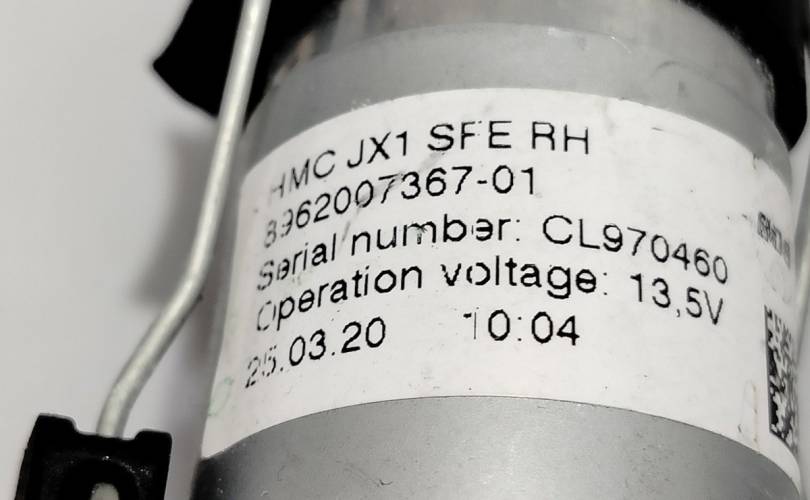 HMC JX1 SFE RH
8962007367-01
Serial number: CL970460
Operation voltage: 13,5V
25.03.20 10:04